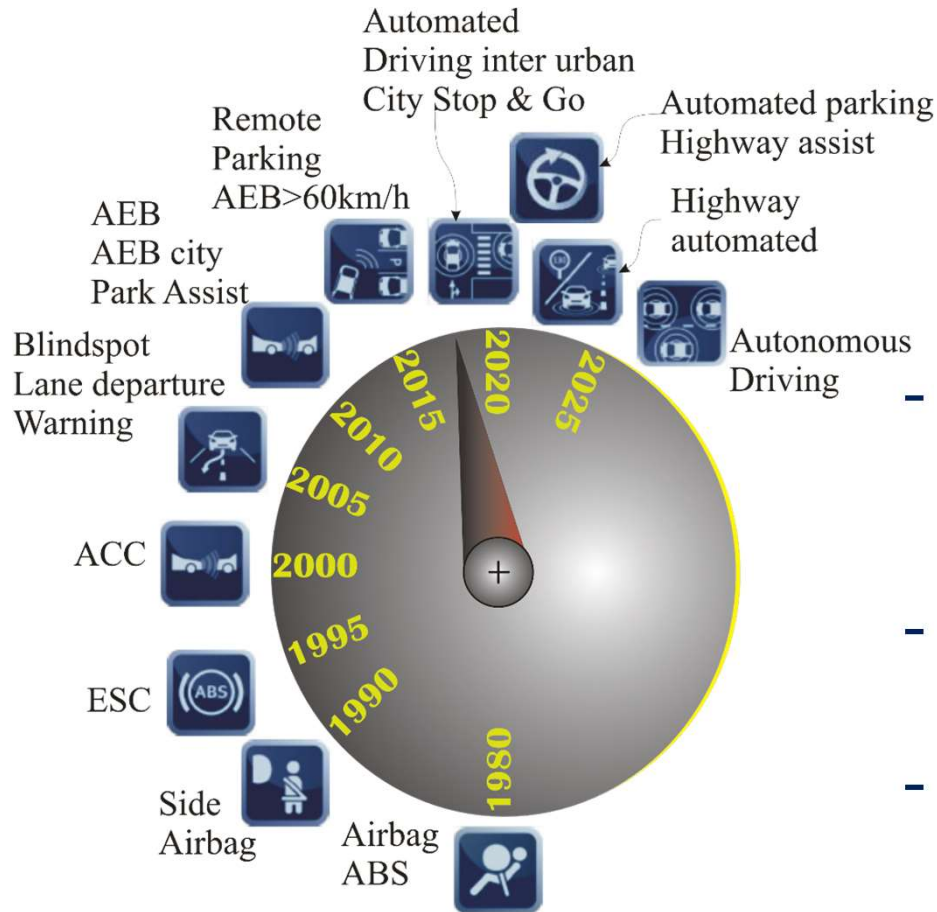 Automated
Driving inter urban
City Stop & Go
Automated parking
Highway assist
Remote
Parking
AEB>60km/h
Highway
automated
AEB
AEB city
Park Assist
Autonomous
Driving
Blindspot
Lane departure
Warning
ACC
ESC
ABS
Side
Airbag
Airbag
ABS
1980
1990
1995
2000
2005
2010
2015
2020
2025
P